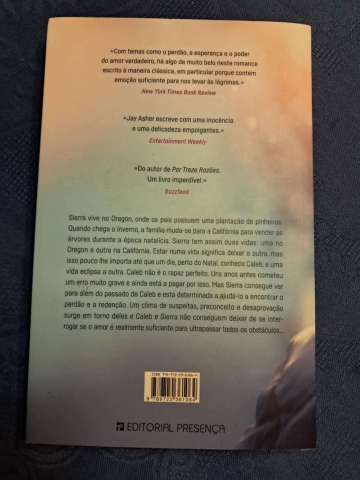 «Com temas como o perdão, a esperança e o poder
do amor verdadeiro, há algo de muito belo neste romance
escrito à maneira clássica, em particular porque contém
emoção suficiente para nos levar às lágrimas.»
New York Times Book Review
«Jay Asher escreve com uma inocência
e uma delicadeza empolgantes.»
Entertainment Weekly
«Do autor de Por Treze Razões.
Um livro imperdível.»
Buzzfeed
Sierra vive no Oregon, onde os pais possuem uma plantação de pinheiros.
Quando chega o inverno, a família muda-se para a Califórnia para vender as
árvores durante a época natalícia. Sierra tem assim duas vidas: uma no
Oregon e outra na Califórnia. Estar numa vida significa deixar a outra, mas
isso pouco lhe importa até que um dia, perto do Natal, conhece Caleb, e uma
vida eclipsa a outra. Caleb não é o rapaz perfeito. Uns anos antes cometeu
um erro muito grave e ainda está a pagar por isso. Mas Sierra consegue ver
para além do passado de Caleb e está determinada a ajudá-lo a encontrar o
perdão e a redenção. Um clima de suspeitas, preconceito e desaprovação
surge em torno deles e Caleb e Sierra não conseguem deixar de se inter-
rogar se o amor é realmente suficiente para ultrapassar todos os obstáculos...
EDITORIAL PRESENÇA